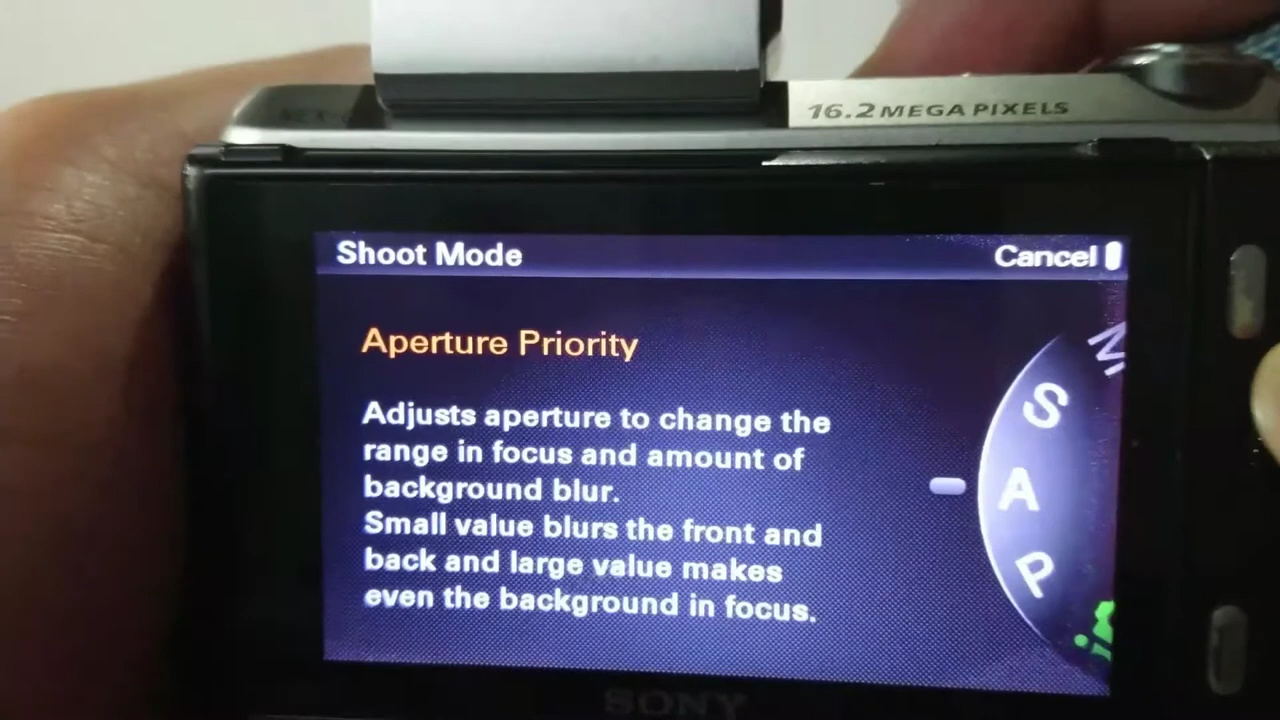 16.2 MEGA PIXELS
Shoot Mode
Cancel
Aperture Priority
Adjusts aperture to change the
range in focus and amount of
background blur.
Small value blurs the front and
back and large value makes
even the background in focus.
M
S
A
P
SONY